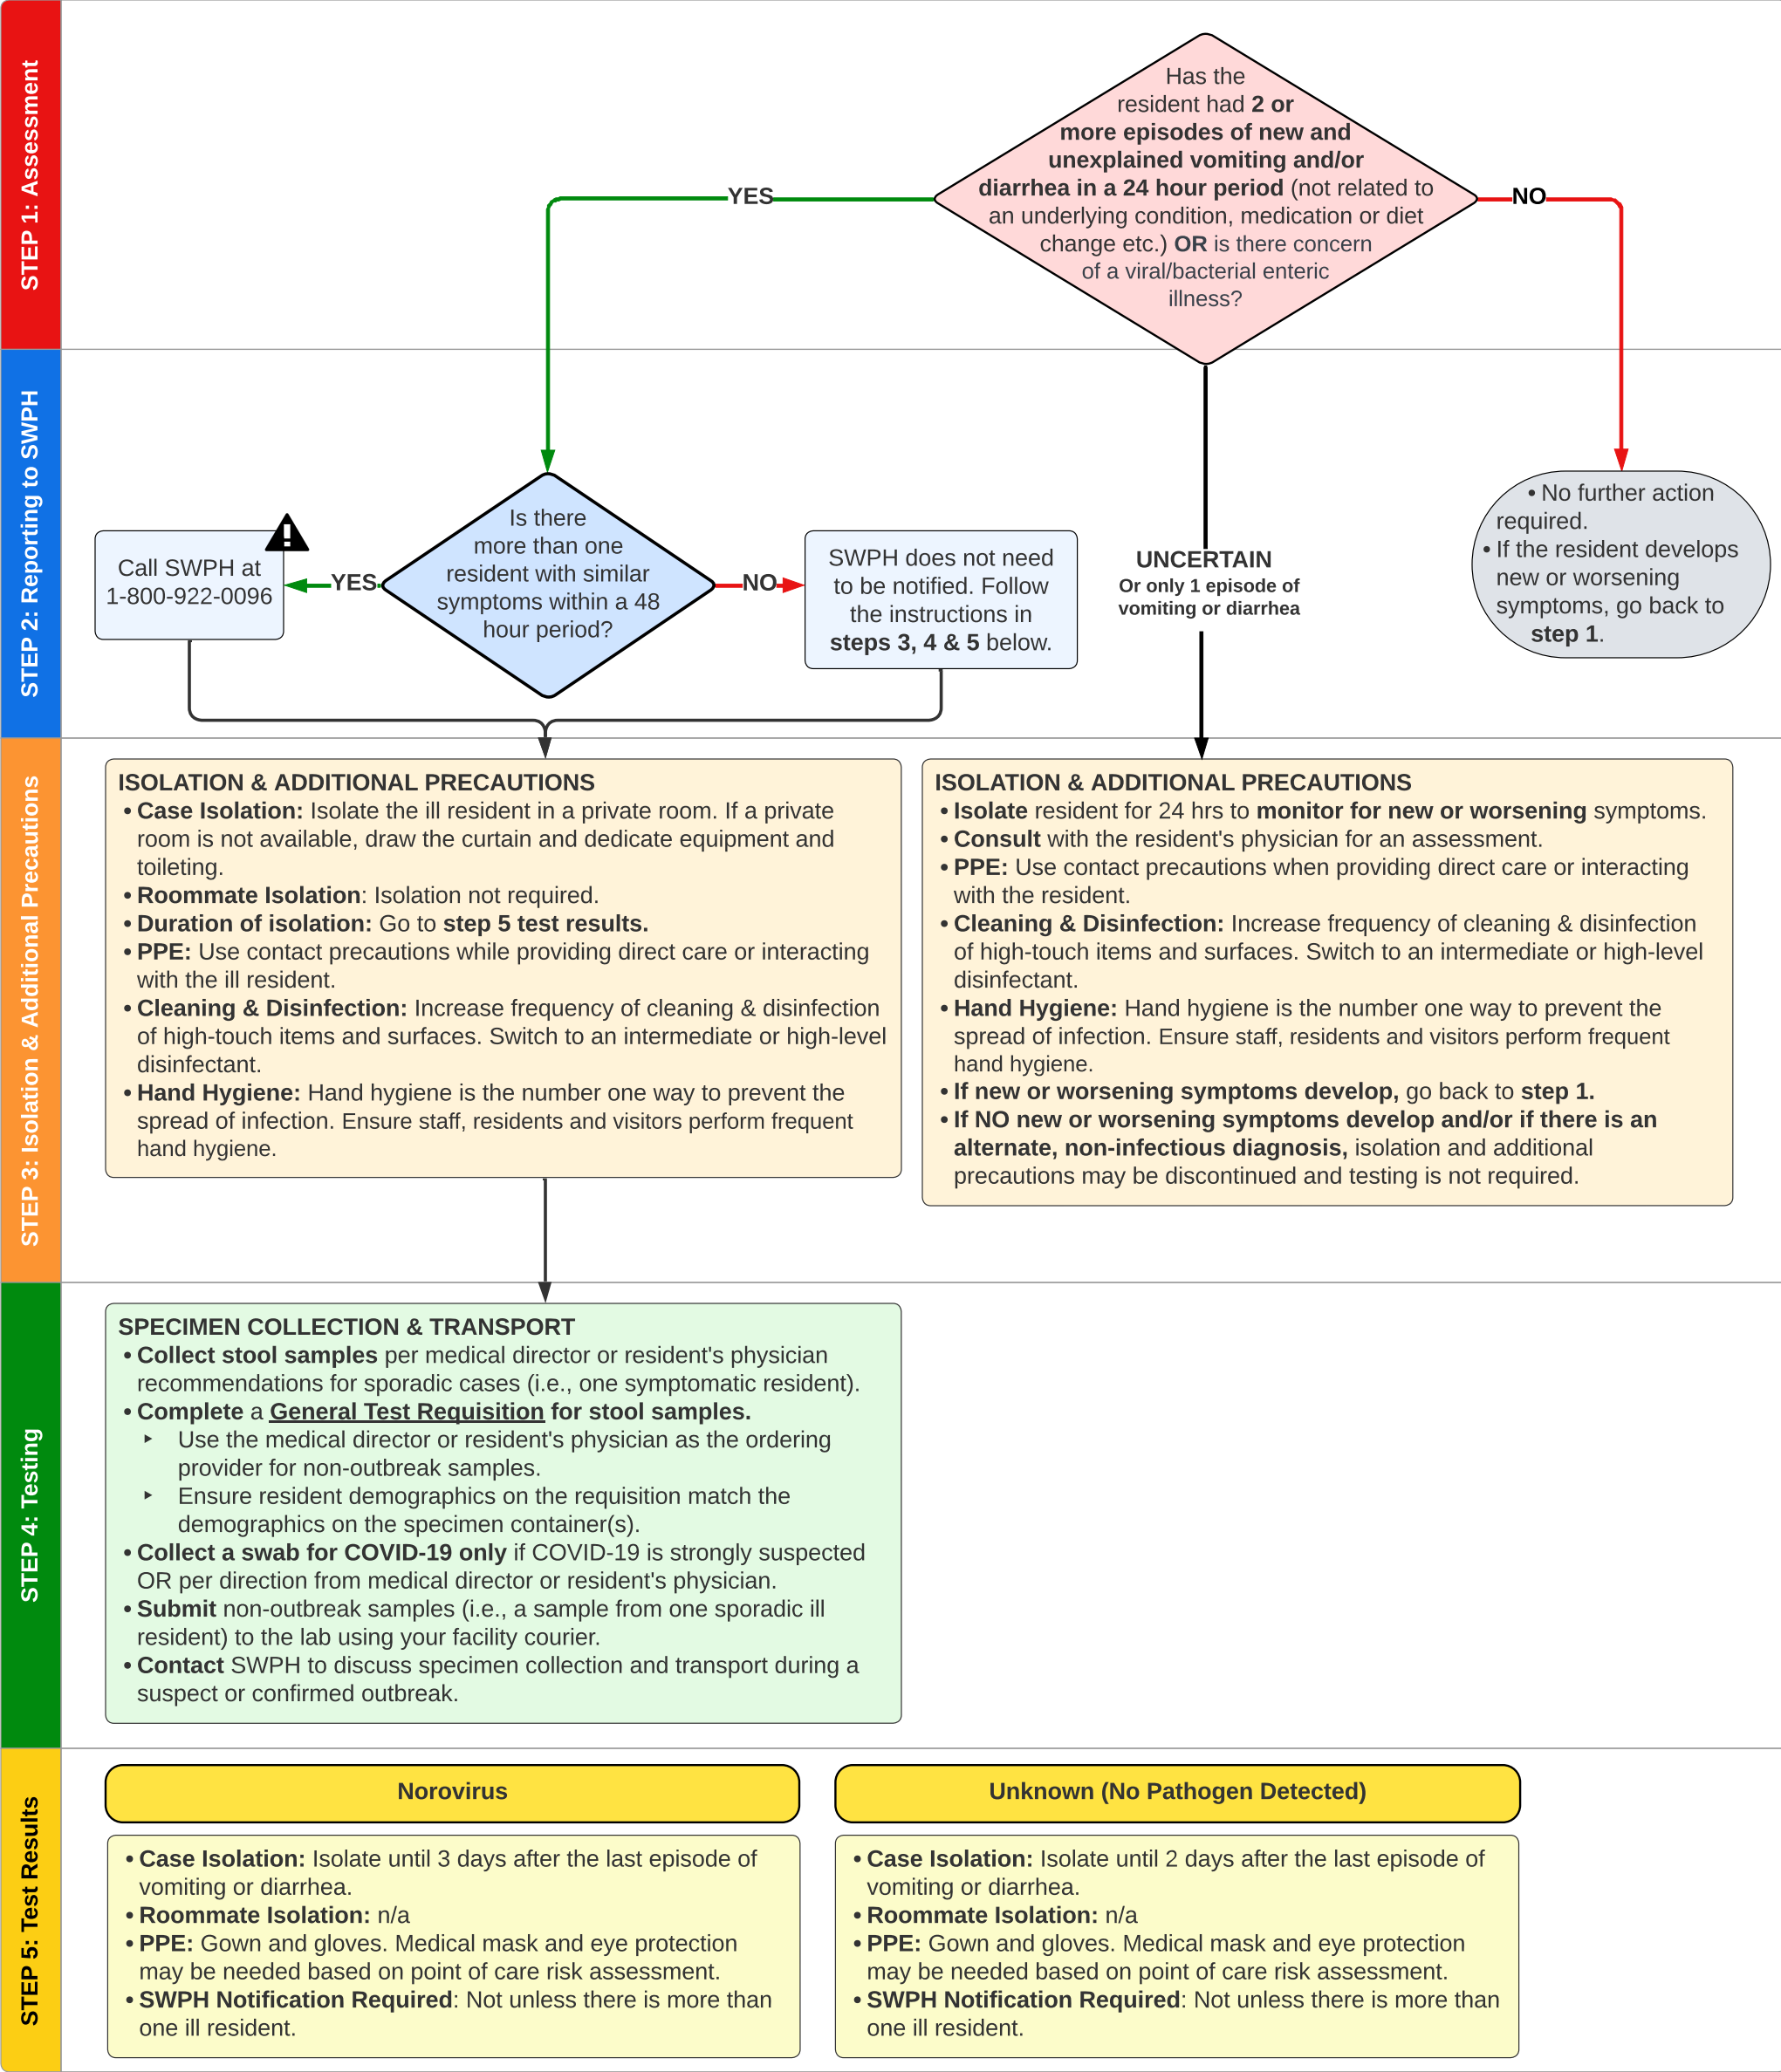 STEP 1: Assessment
Has the
resident had 2 or
more episodes of new and
unexplained vomiting and/or
diarrhea in a 24 hour period (not related to
an underlying condition, medication or diet
change etc.) OR is there concern
of a viral/bacterial enteric
illness?
YES
NO
STEP 2: Reporting to SWPH
Call SWPH at
1-800-922-0096
YES
Is there
more than one
resident with similar
symptoms within a 48
hour period?
NO
SWPH does not need
to be notified. Follow
the instructions in
steps 3, 4 & 5 below.
UNCERTAIN
Or only 1 episode of
vomiting or diarrhea
• No further action
required.
• If the resident develops
new or worsening
symptoms, go back to
step 1.
STEP 3: Isolation & Additional Precautions
ISOLATION & ADDITIONAL PRECAUTIONS
• Case Isolation: Isolate the ill resident in a private room. If a private
room is not available, draw the curtain and dedicate equipment and
toileting.
• Roommate Isolation: Isolation not required.
• Duration of isolation: Go to step 5 test results.
• PPE: Use contact precautions while providing direct care or interacting
with the ill resident.
• Cleaning & Disinfection: Increase frequency of cleaning & disinfection
of high-touch items and surfaces. Switch to an intermediate or high-level
disinfectant.
• Hand Hygiene: Hand hygiene is the number one way to prevent the
spread of infection. Ensure staff, residents and visitors perform frequent
hand hygiene.
ISOLATION & ADDITIONAL PRECAUTIONS
• Isolate resident for 24 hrs to monitor for new or worsening symptoms.
• Consult with the resident's physician for an assessment.
• PPE: Use contact precautions when providing direct care or interacting
with the resident.
• Cleaning & Disinfection: Increase frequency of cleaning & disinfection
of high-touch items and surfaces. Switch to an intermediate or high-level
disinfectant.
• Hand Hygiene: Hand hygiene is the number one way to prevent the
spread of infection. Ensure staff, residents and visitors perform frequent
hand hygiene.
• If new or worsening symptoms develop, go back to step 1.
• If NO new or worsening symptoms develop and/or if there is an
alternate, non-infectious diagnosis, isolation and additional
precautions may be discontinued and testing is not required.
STEP 4: Testing
SPECIMEN COLLECTION & TRANSPORT
• Collect stool samples per medical director or resident's physician
recommendations for sporadic cases (i.e., one symptomatic resident).
• Complete a General Test Requisition for stool samples.
‣ Use the medical director or resident's physician as the ordering
provider for non-outbreak samples.
‣ Ensure resident demographics on the requisition match the
demographics on the specimen container(s).
• Collect a swab for COVID-19 only if COVID-19 is strongly suspected
OR per direction from medical director or resident's physician.
• Submit non-outbreak samples (i.e., a sample from one sporadic ill
resident) to the lab using your facility courier.
• Contact SWPH to discuss specimen collection and transport during a
suspect or confirmed outbreak.
STEP 5: Test Results
Norovirus
• Case Isolation: Isolate until 3 days after the last episode of
vomiting or diarrhea.
• Roommate Isolation: n/a
• PPE: Gown and gloves. Medical mask and eye protection
may be needed based on point of care risk assessment.
• SWPH Notification Required: Not unless there is more than
one ill resident.
Unknown (No Pathogen Detected)
• Case Isolation: Isolate until 2 days after the last episode of
vomiting or diarrhea.
• Roommate Isolation: n/a
• PPE: Gown and gloves. Medical mask and eye protection
may be needed based on point of care risk assessment.
• SWPH Notification Required: Not unless there is more than
one ill resident.